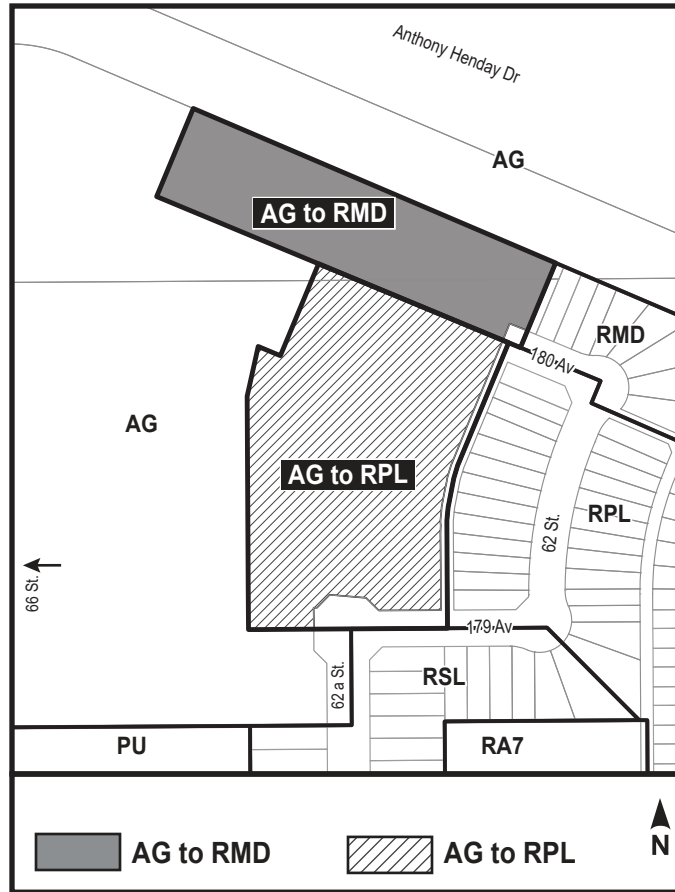 Anthony Henday Dr
AG
AG to RMD
RMD
180 Av
AG
AG to RPL
RPL
62 St.
66 St.
179 Av
RSL
62 a St.
PU
RA7
AG to RMD
AG to RPL
N